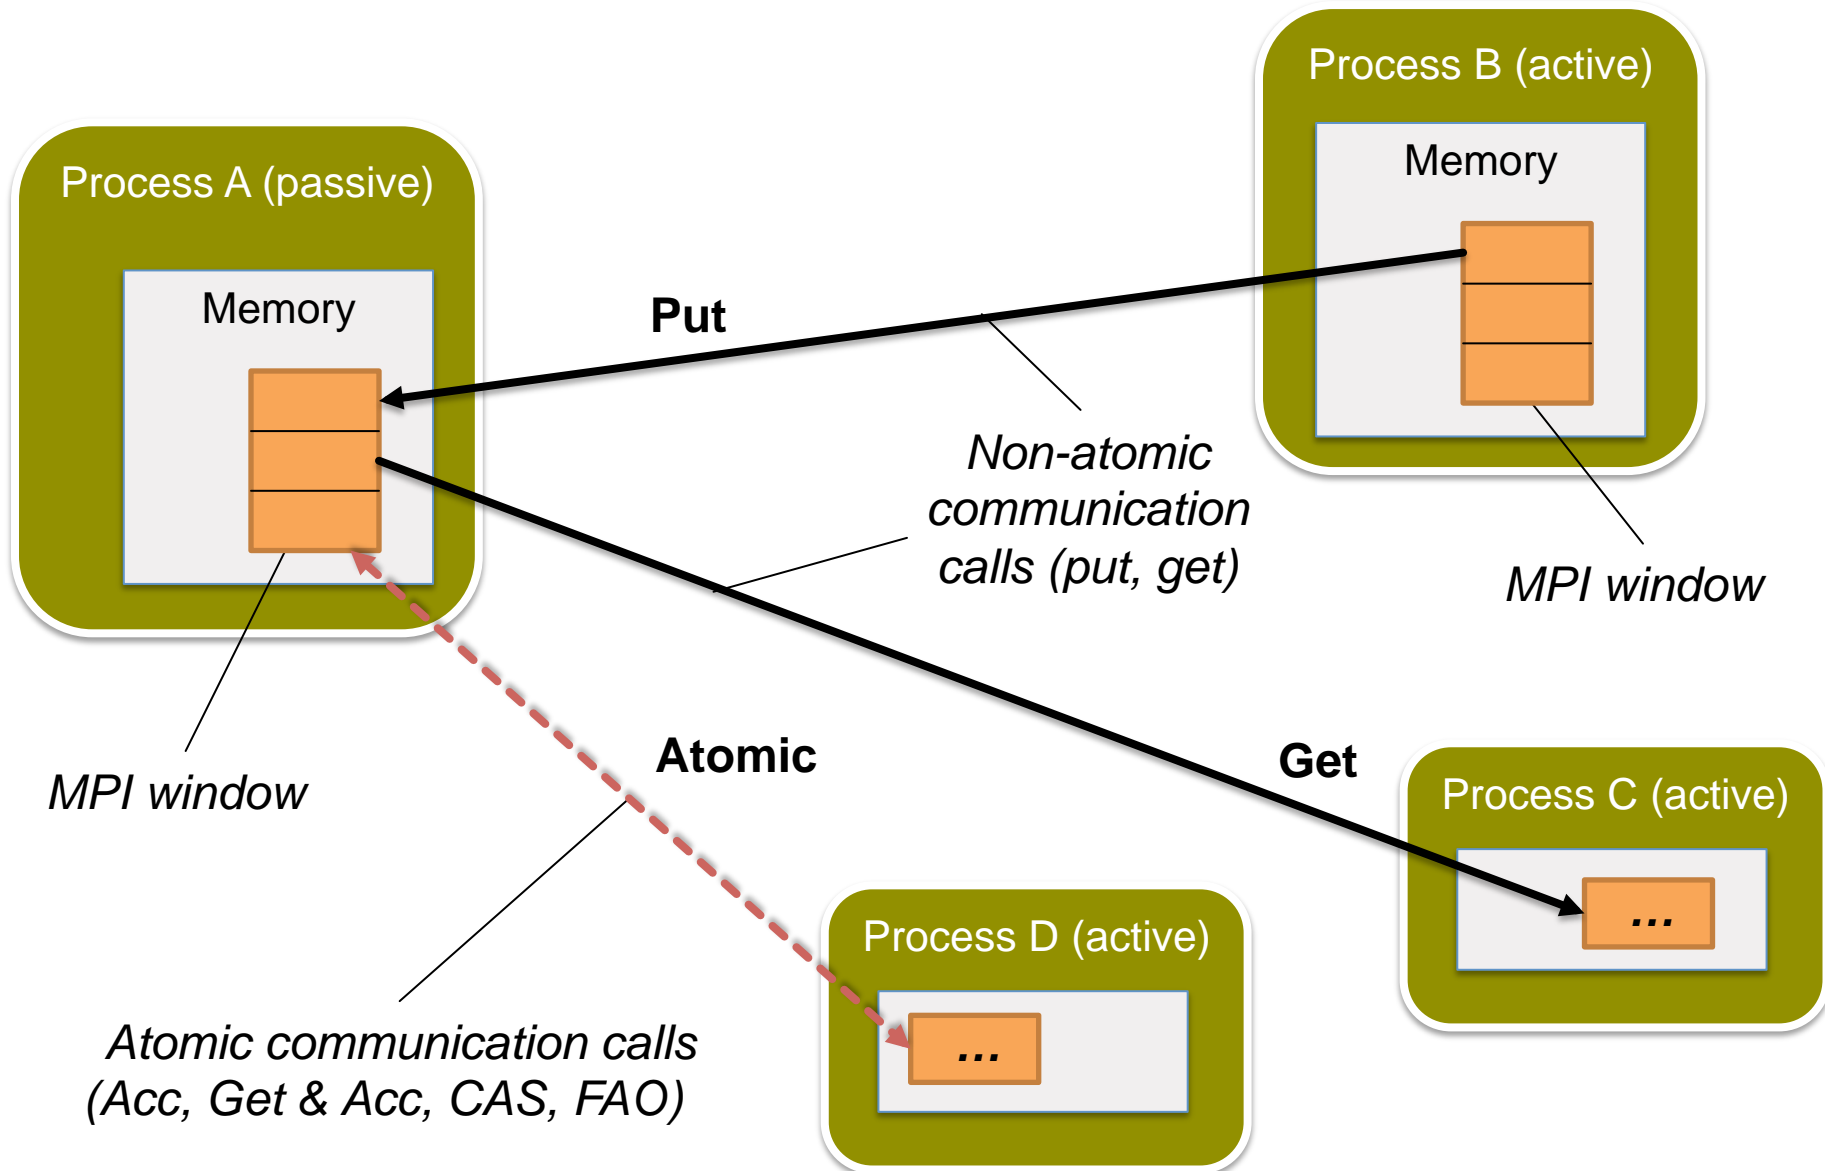 Process B (active)
Memory
Process A (passive)
Memory
Put
Non-atomic
communication
calls (put, get)
MPI window
MPI window
Atomic
Get
Process C (active)
...
Process D (active)
...
Atomic communication calls
(Acc, Get & Acc, CAS, FAO)